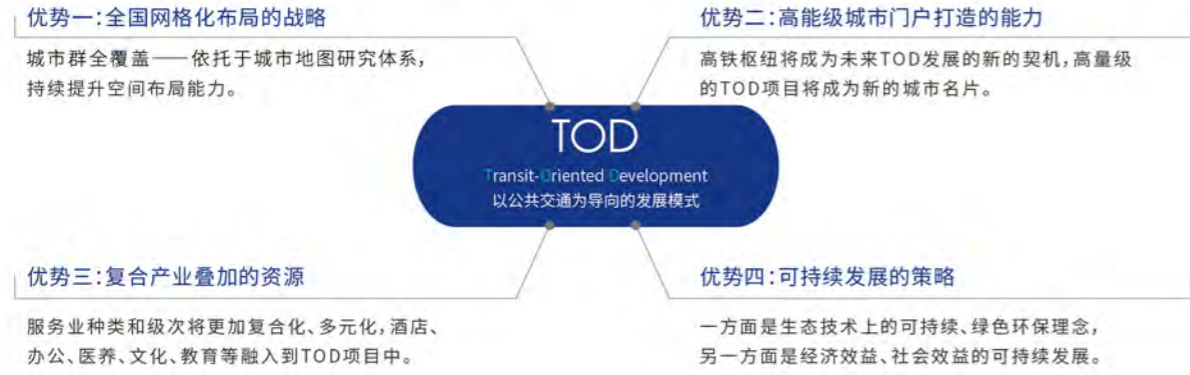 优势一：全国网格化布局的战略
城市群全覆盖——依托于城市地图研究体系，
持续提升空间布局能力。
优势二：高能级城市门户打造的能力
高铁枢纽将成为未来TOD发展的新的契机，高量级
的TOD项目将成为新的城市名片。
TOD
Transit-Oriented Development
以公共交通为导向的发展模式
优势三：复合产业叠加的资源
服务业种类和级次将更加复合化、多元化，酒店、
办公、医养、文化、教育等融入到TOD项目中。
优势四：可持续发展的策略
一方面是生态技术上的可持续、绿色环保理念，
另一方面是经济效益、社会效益的可持续发展。